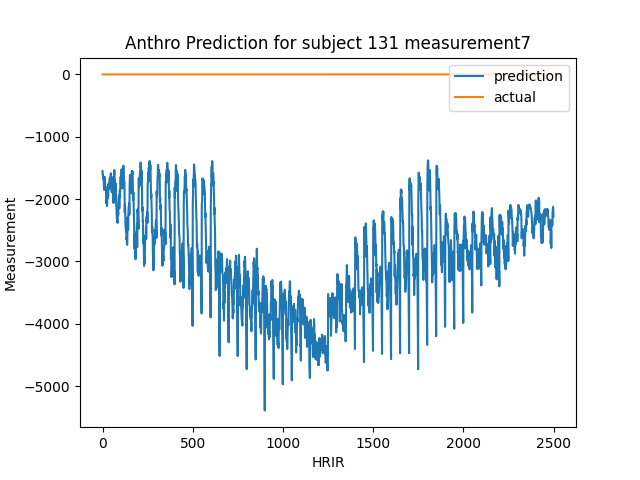 Anthro Prediction for subject 131 measurement7
prediction
actual
0
−1000
−2000
−3000
−4000
−5000
Measurement
0 500 1000 1500 2000 2500
HRIR